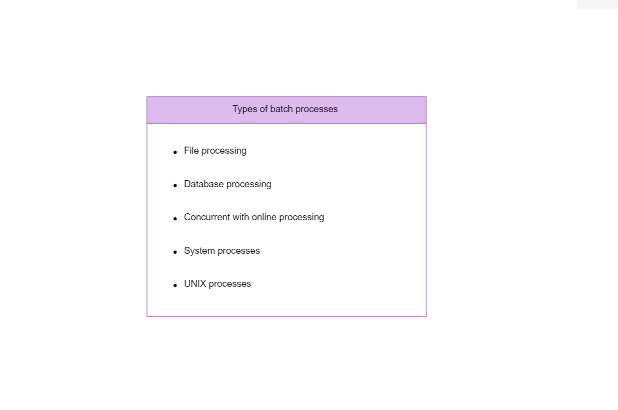 Types of batch processes
• File processing
• Database processing
• Concurrent with online processing
• System processes
• UNIX processes